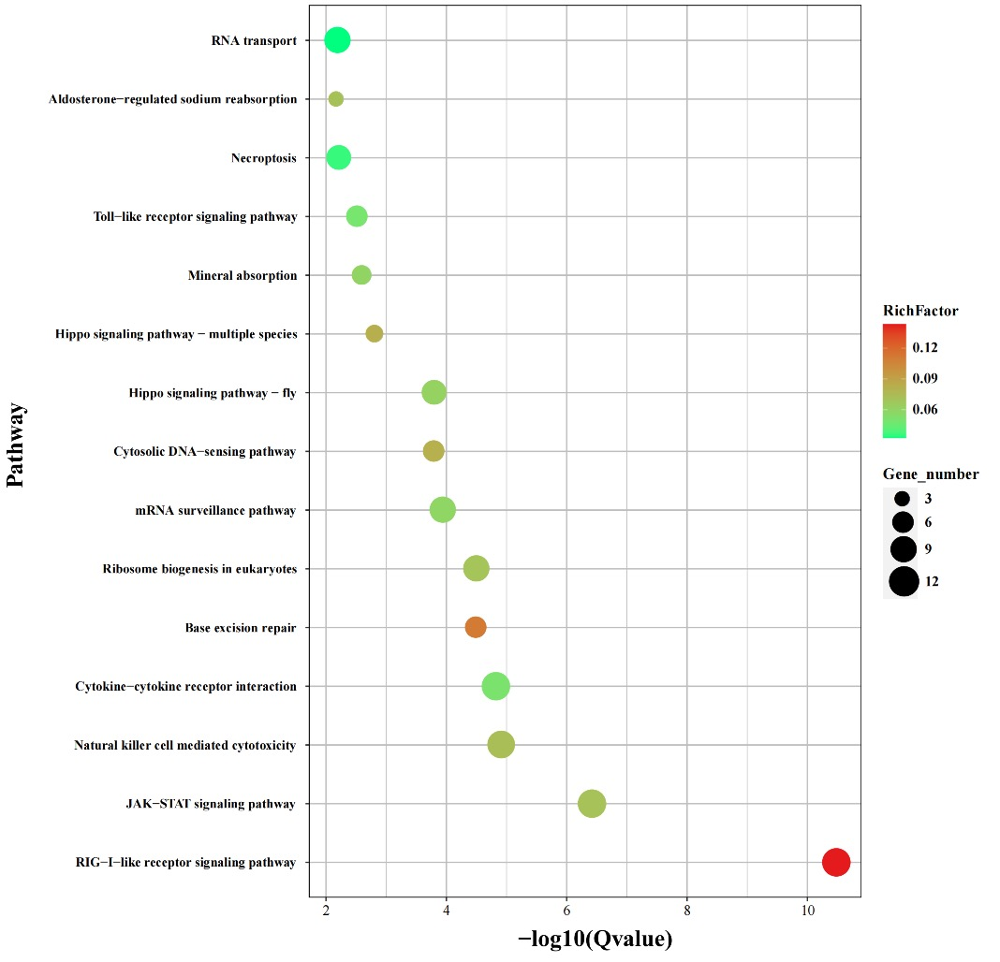 RNA transport
Aldosterone−regulated sodium reabsorption
Necroptosis
Toll−like receptor signaling pathway
Mineral absorption
Hippo signaling pathway − multiple species
Hippo signaling pathway − fly
Cytosolic DNA−sensing pathway
mRNA surveillance pathway
Ribosome biogenesis in eukaryotes
Base excision repair
Cytokine−cytokine receptor interaction
Natural killer cell mediated cytotoxicity
JAK−STAT signaling pathway
RIG−I−like receptor signaling pathway
Pathway
2 4 6 8 10
−log10(Qvalue)
RichFactor
0.12
0.09
0.06
Gene_number
3
6
9
12